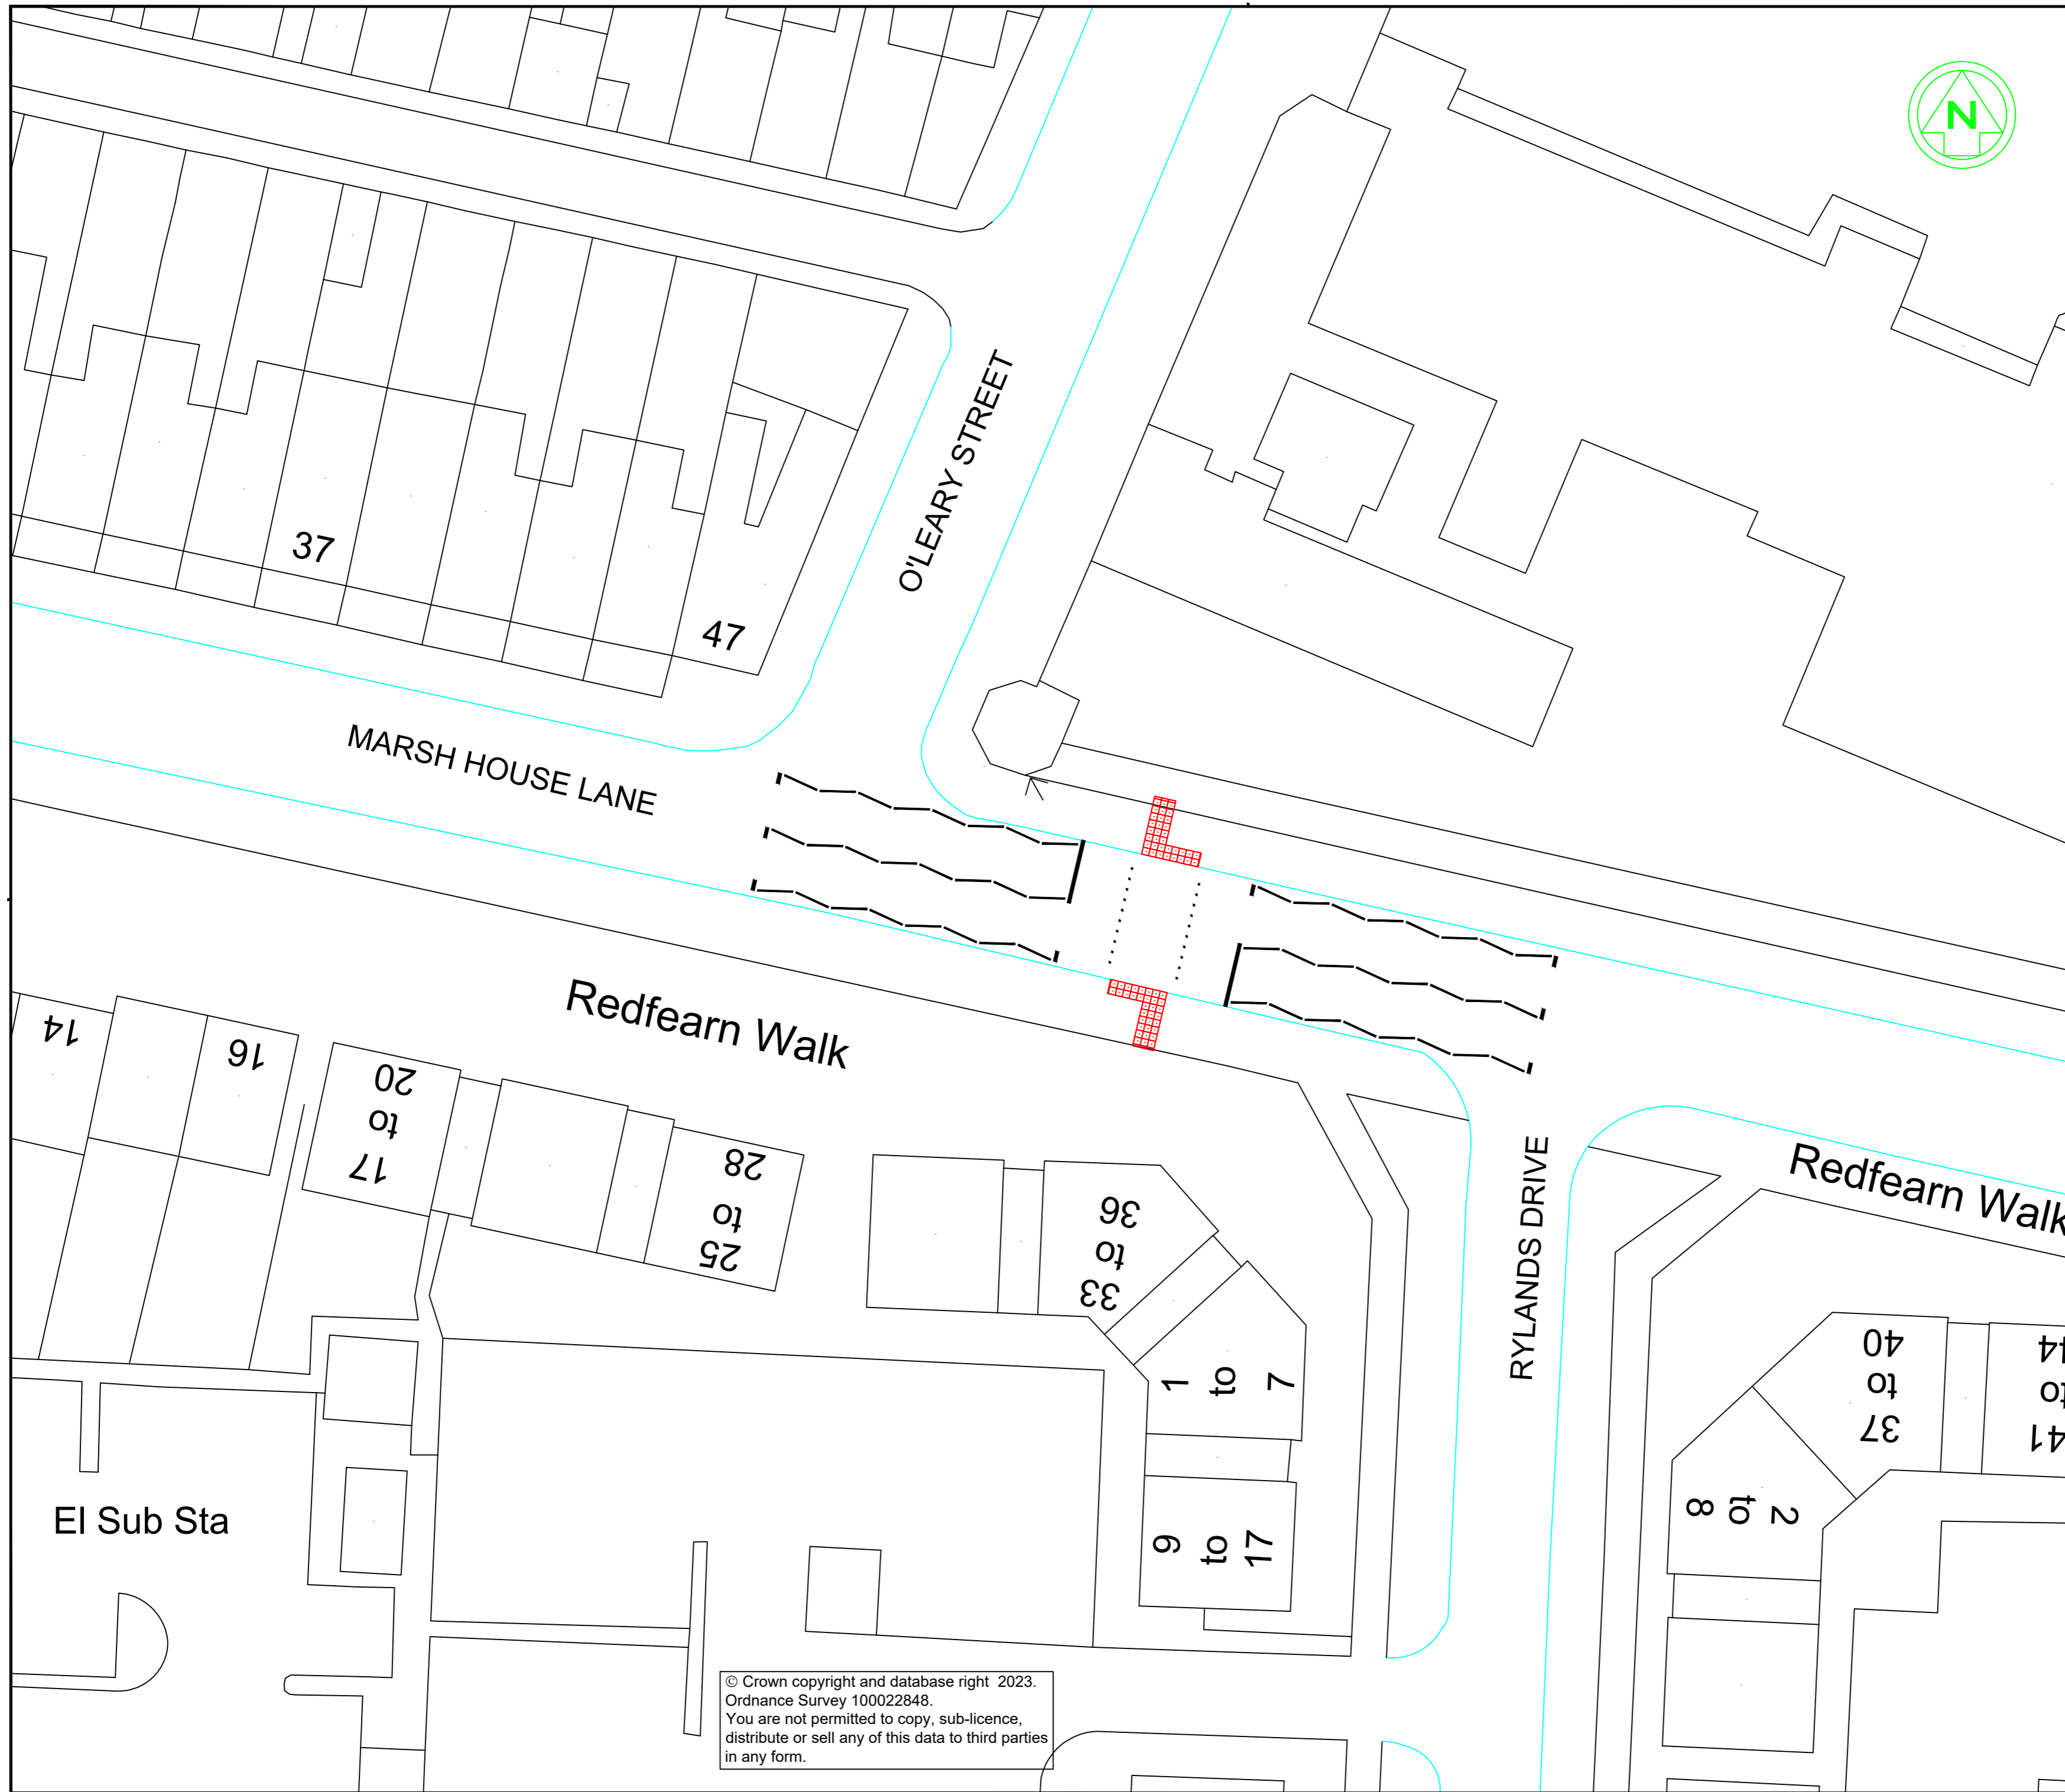 N
O'LEARY STREET
37
47
MARSH HOUSE LANE
Redfearn Walk
14
16
20
to
17
28
to
25
36
to
33
1
to
7
9
to
17
RYLANDS DRIVE
Redfearn Walk
40
to
37
44
to
41
2
to
8
El Sub Sta
© Crown copyright and database right 2023.
Ordnance Survey 100022848.
You are not permitted to copy, sub-licence,
distribute or sell any of this data to third parties
in any form.